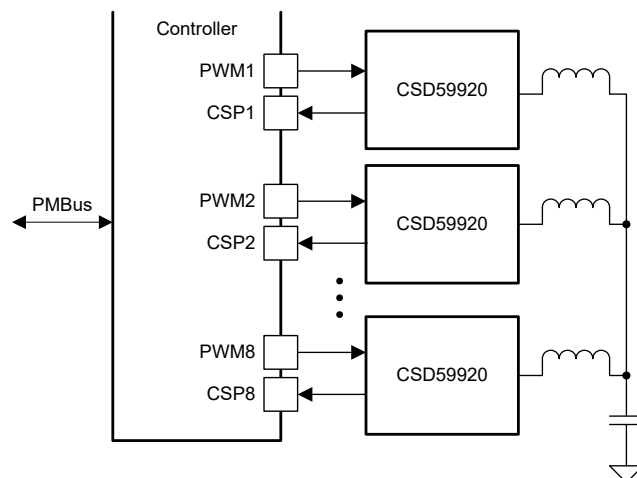 Controller
PWM1
CSD59920
CSP1
PWM2
PMBus
CSD59920
CSP2
PWM8
CSD59920
CSP8